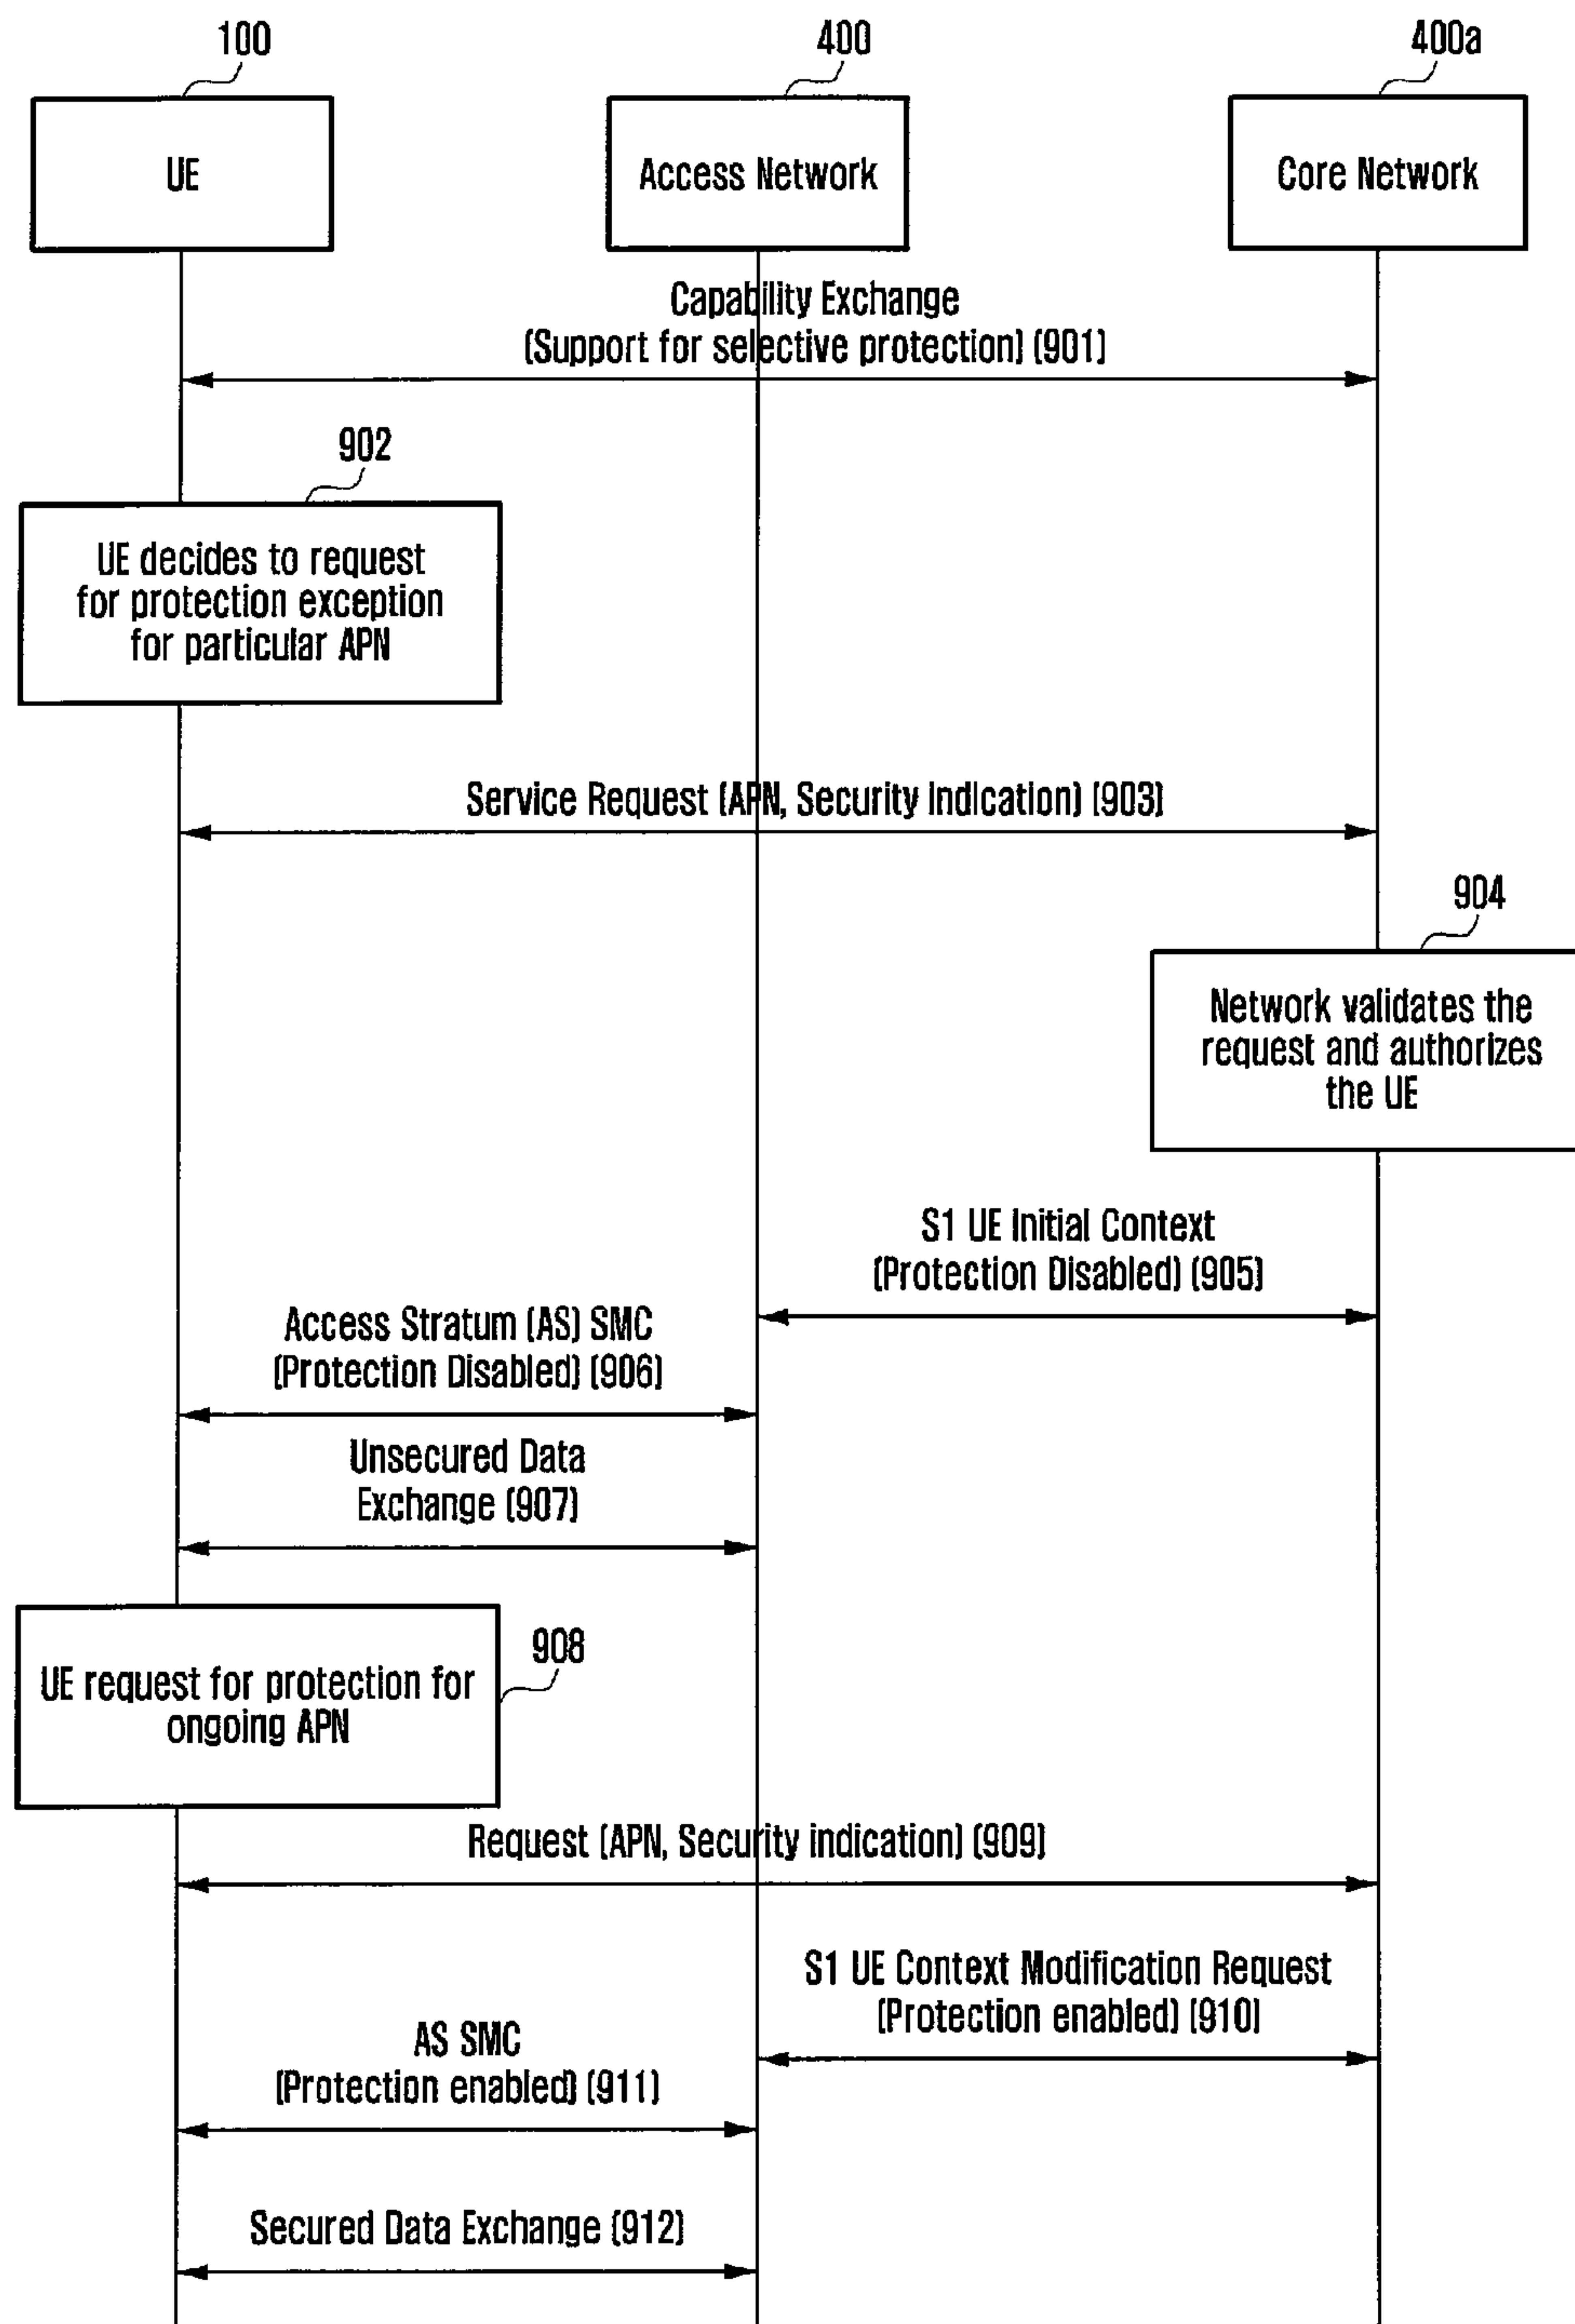 100
400
400a
UE
Access Network
Core Network
Capability Exchange
(Support for selective protection) (901)
902
UE decides to request
for protection exception
for particular APN
Service Request (APN, Security indication) (903)
904
Network validates the
request and authorizes
the UE
S1 UE Initial Context
(Protection Disabled) (905)
Access Stratum (AS) SMC
(Protection Disabled) (906)
Unsecured Data
Exchange (907)
908
UE request for protection for
ongoing APN
Request (APN, Security indication) (909)
S1 UE Context Modification Request
(Protection enabled) (910)
AS SMC
(Protection enabled) (911)
Secured Data Exchange (912)